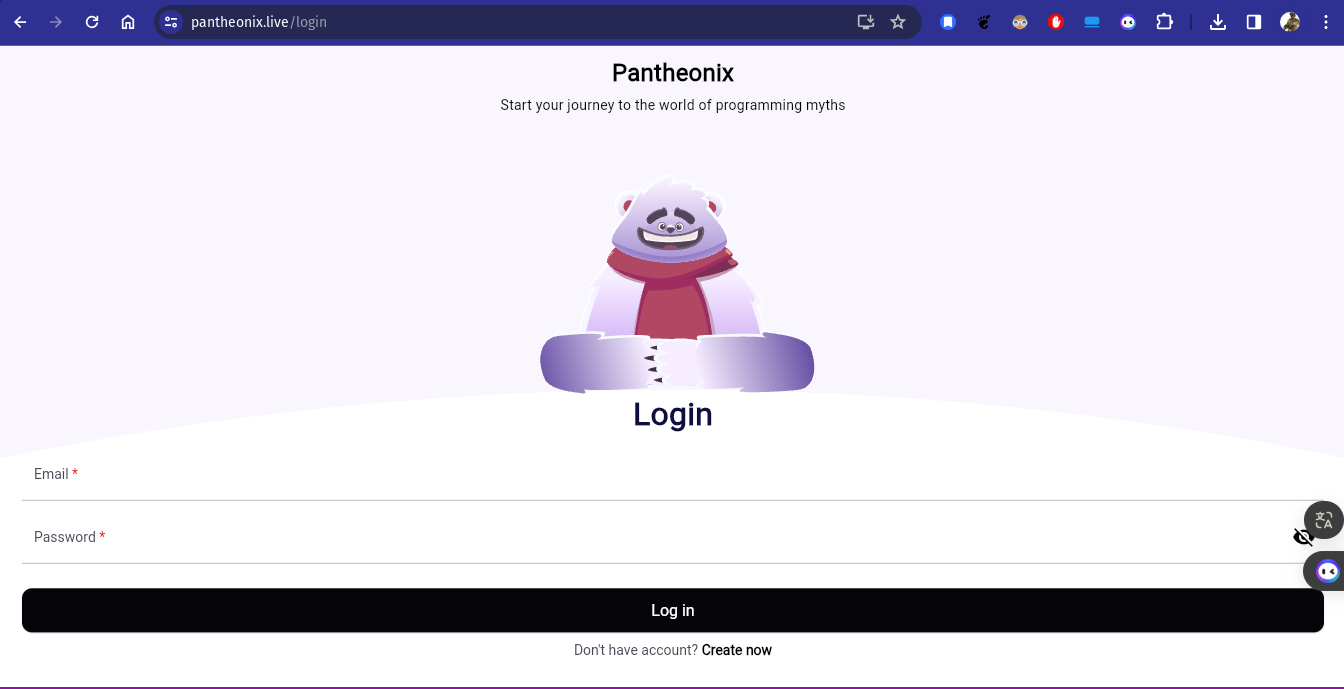 pantheonix.live/login
Pantheonix
Start your journey to the world of programming myths
Login
Email *
Password *
Log in
Don't have account? Create now